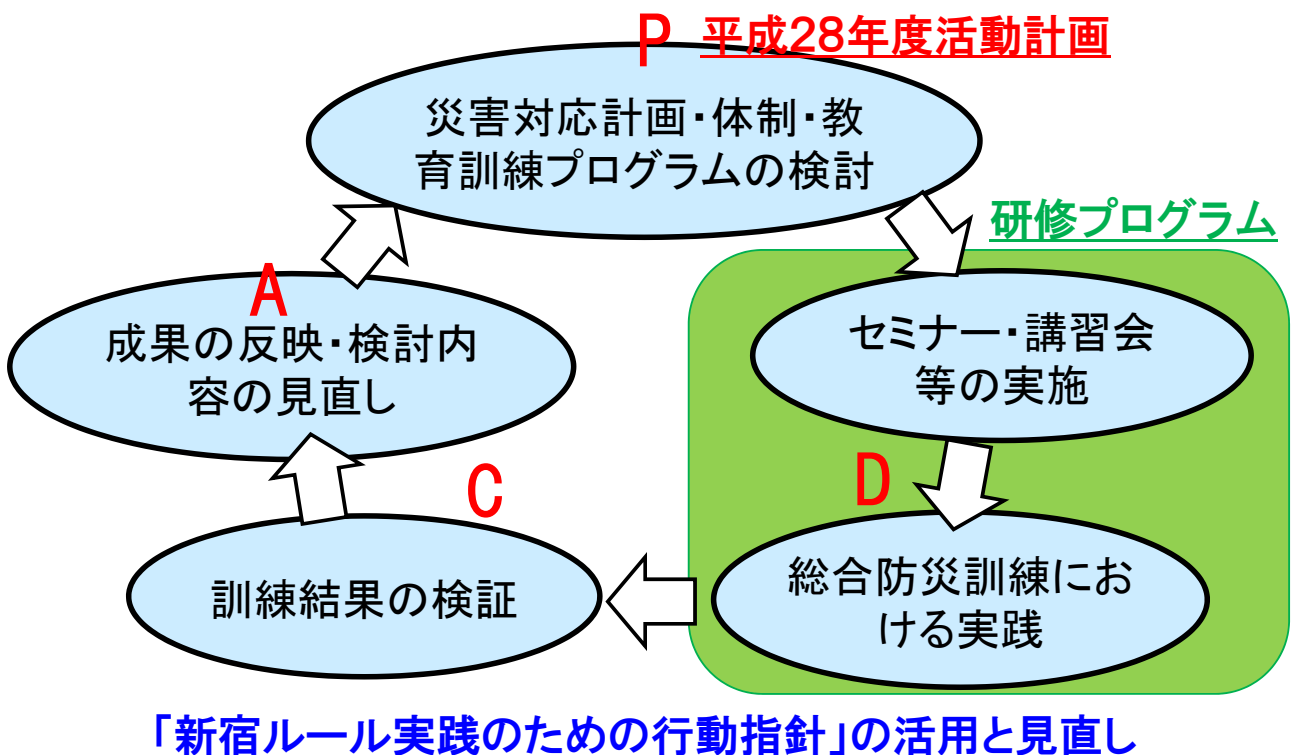 P 平成28年度活動計画
災害対応計画・体制・教
育訓練プログラムの検討
研修プログラム
セミナー・講習会
等の実施
D
総合防災訓練にお
ける実践
C
訓練結果の検証
A
成果の反映・検討内
容の見直し
「新宿ルール実践のための行動指針」の活用と見直し